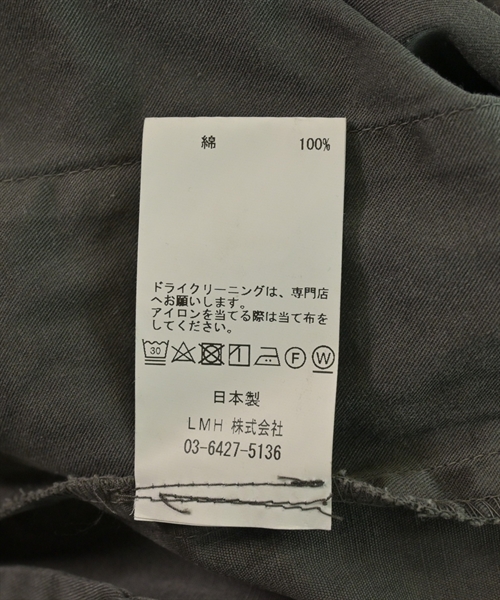 綿 100%
ドライクリーニングは、専門店
へお願いします。
アイロンを当てる際は当て布を
してください。
30 F W
日本製
LMH 株式会社
03-6427-5136